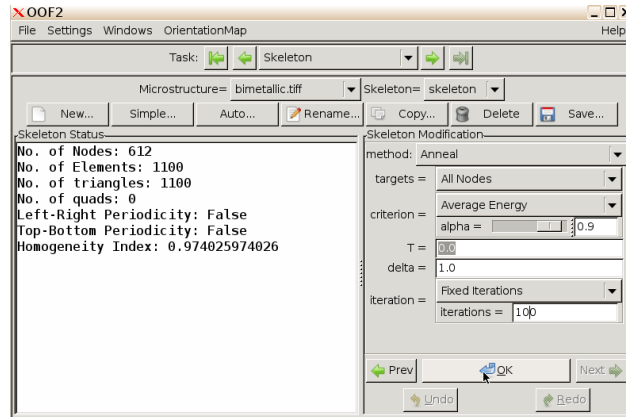 OOF2
File Settings Windows OrientationMap Help
Task: Skeleton
Microstructure= bimetallic.tiff Skeleton= skeleton
New... Simple... Auto... Rename... Copy... Delete Save...
Skeleton Status
No. of Nodes: 612
No. of Elements: 1100
No. of triangles: 1100
No. of quads: 0
Left-Right Periodicity: False
Top-Bottom Periodicity: False
Homogeneity Index: 0.974025974026
Skeleton Modification
method: Anneal
targets = All Nodes
criterion = Average Energy
alpha = 0.9
T = 0.0
delta = 1.0
iteration = Fixed Iterations
iterations = 100
Prev OK Next
Undo Redo